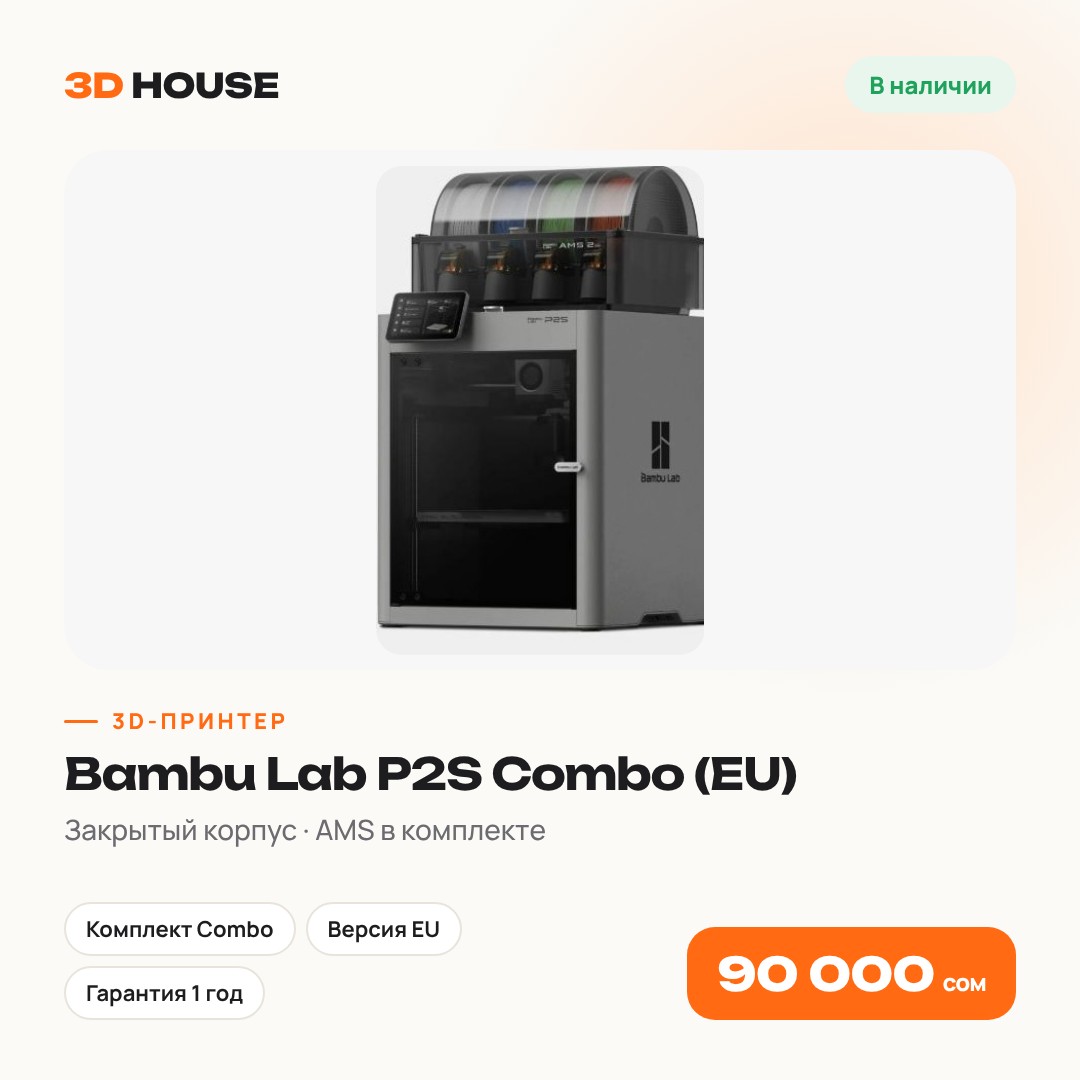 3D HOUSE
В наличии
AMS 2
P2S
Bambu Lab
3D-ПРИНТЕР
Bambu Lab P2S Combo (EU)
Закрытый корпус · AMS в комплекте
Комплект Combo
Версия EU
Гарантия 1 год
90 000 сом